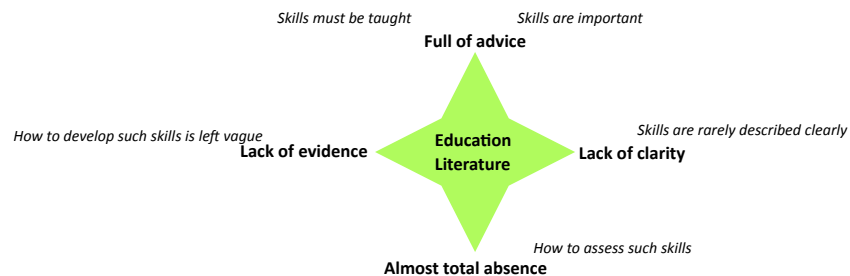 Skills must be taught
Skills are important
Full of advice
How to develop such skills is left vague
Lack of evidence
Education
Literature
Skills are rarely described clearly
Lack of clarity
How to assess such skills
Almost total absence